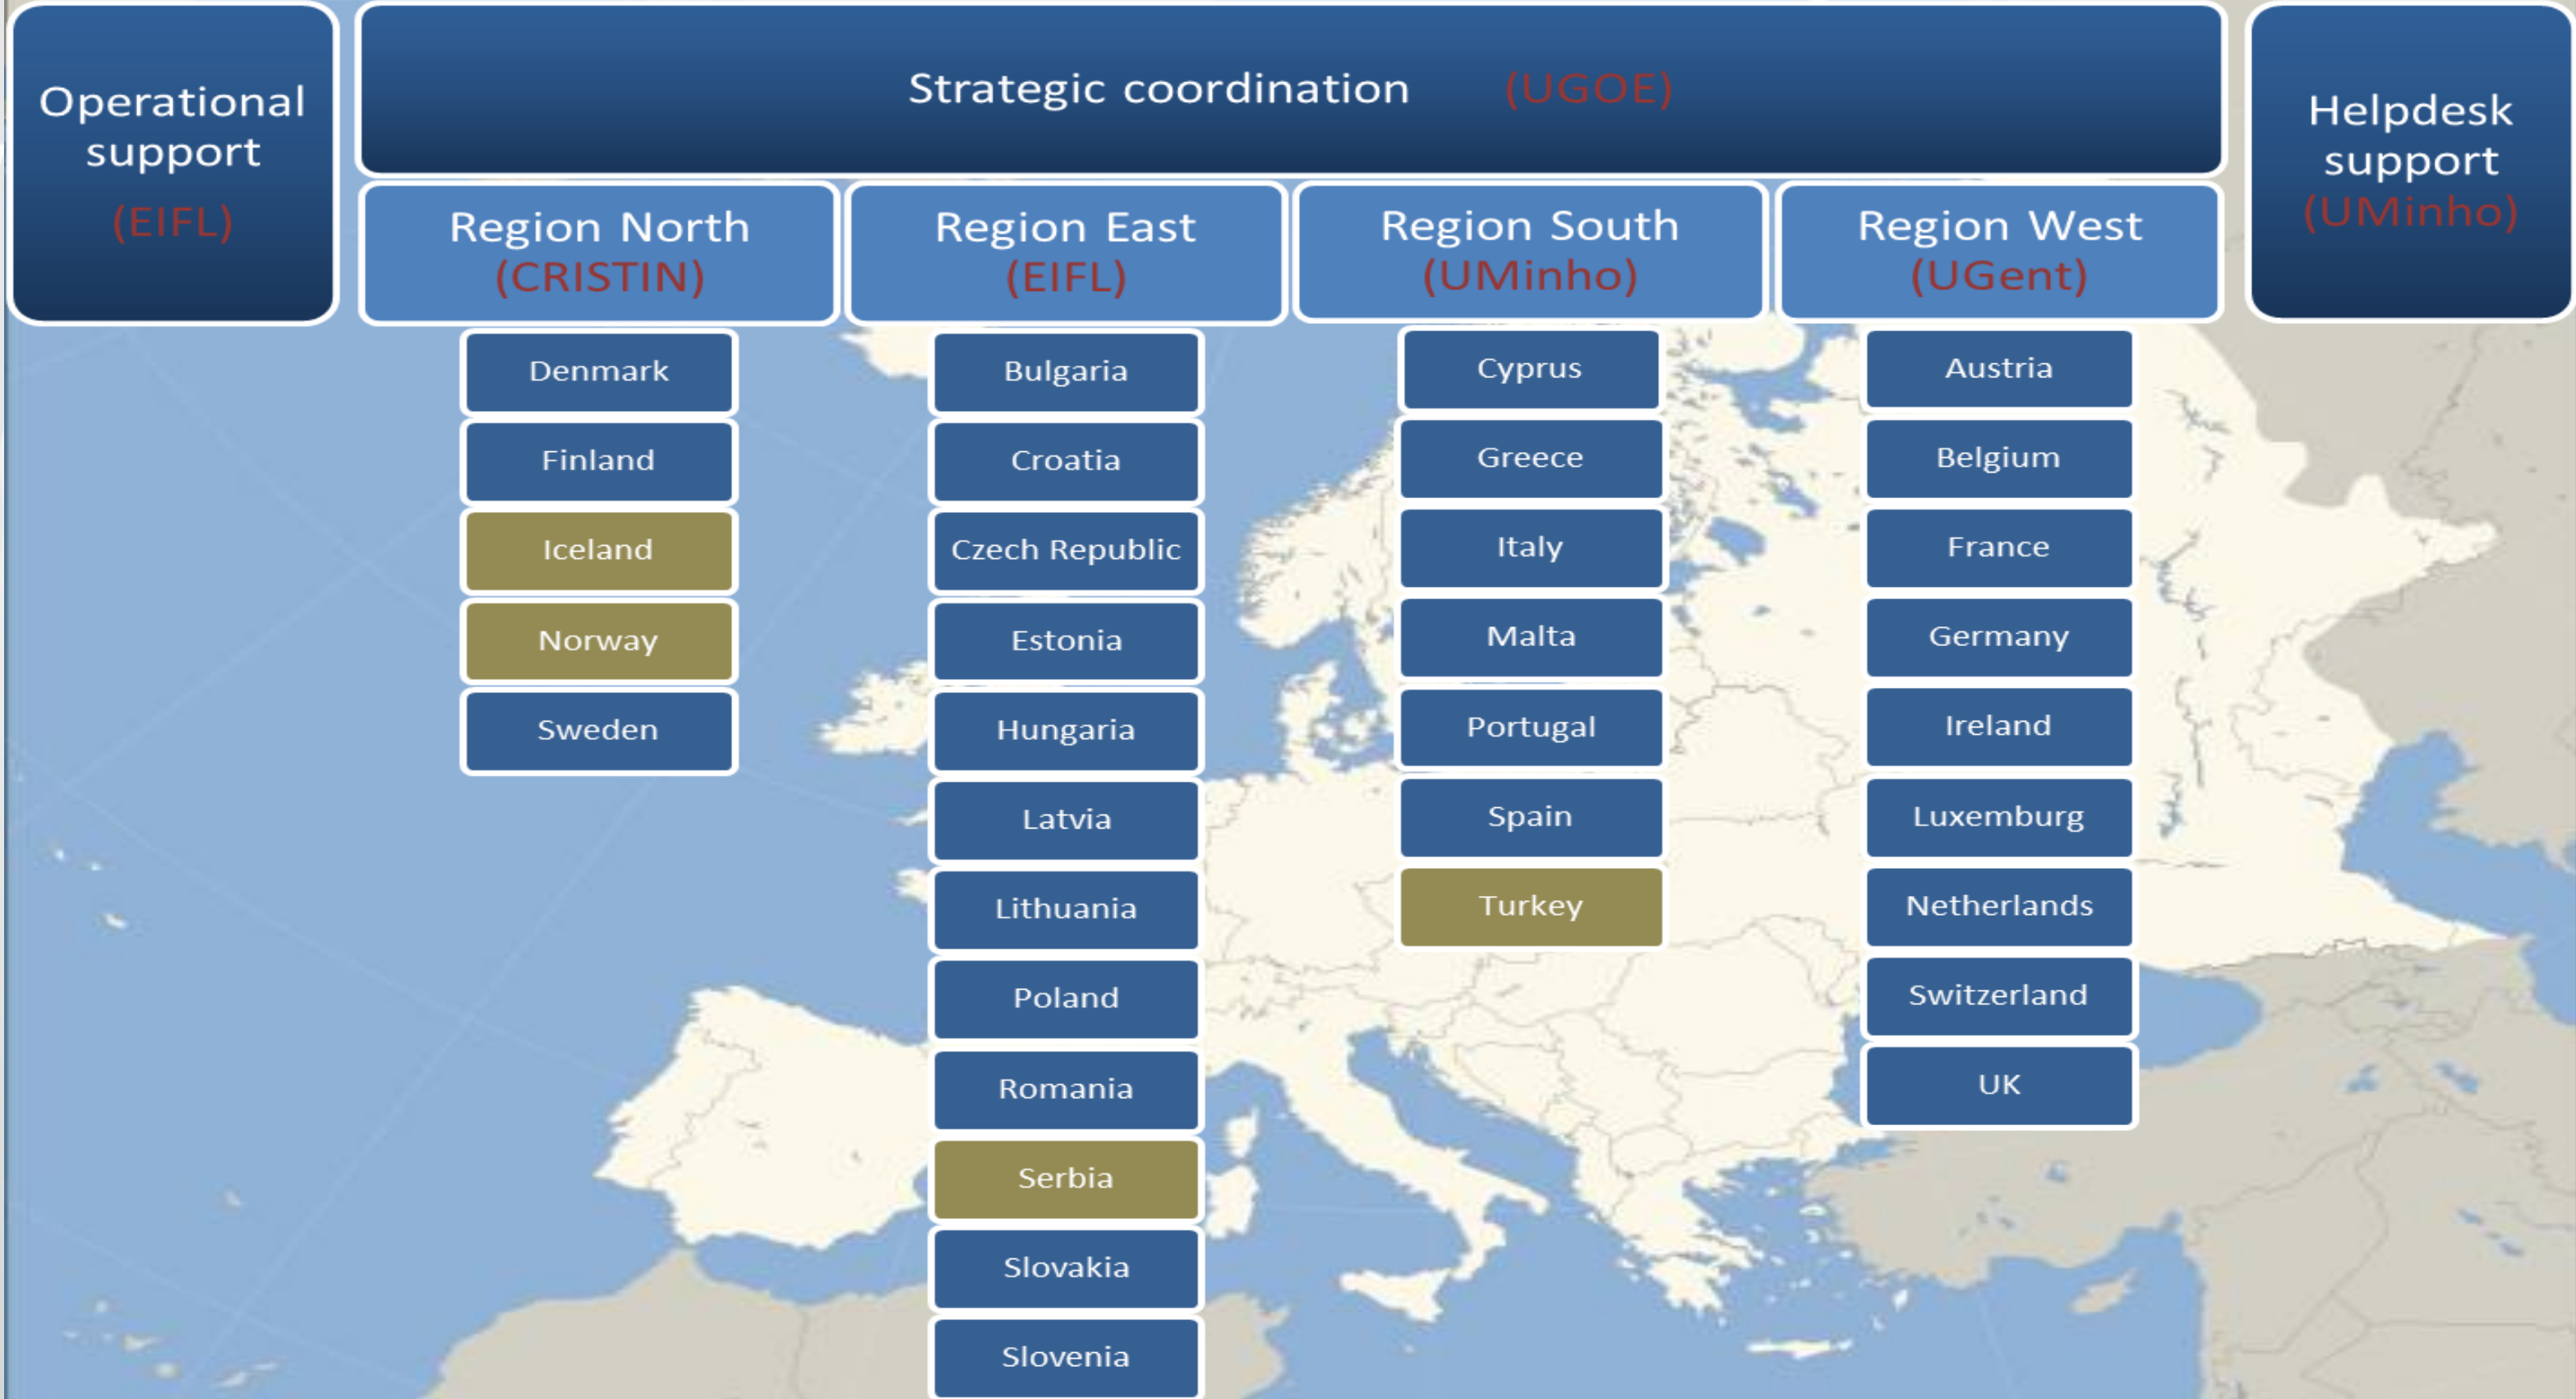 Operational
support
(EIFL)
Strategic coordination (UGOE)
Helpdesk
support
(UMinho)
Region North
(CRISTIN)
Denmark
Finland
Iceland
Norway
Sweden
Region East
(EIFL)
Bulgaria
Croatia
Czech Republic
Estonia
Hungaria
Latvia
Lithuania
Poland
Romania
Serbia
Slovakia
Slovenia
Region South
(UMinho)
Cyprus
Greece
Italy
Malta
Portugal
Spain
Turkey
Region West
(UGent)
Austria
Belgium
France
Germany
Ireland
Luxemburg
Netherlands
Switzerland
UK